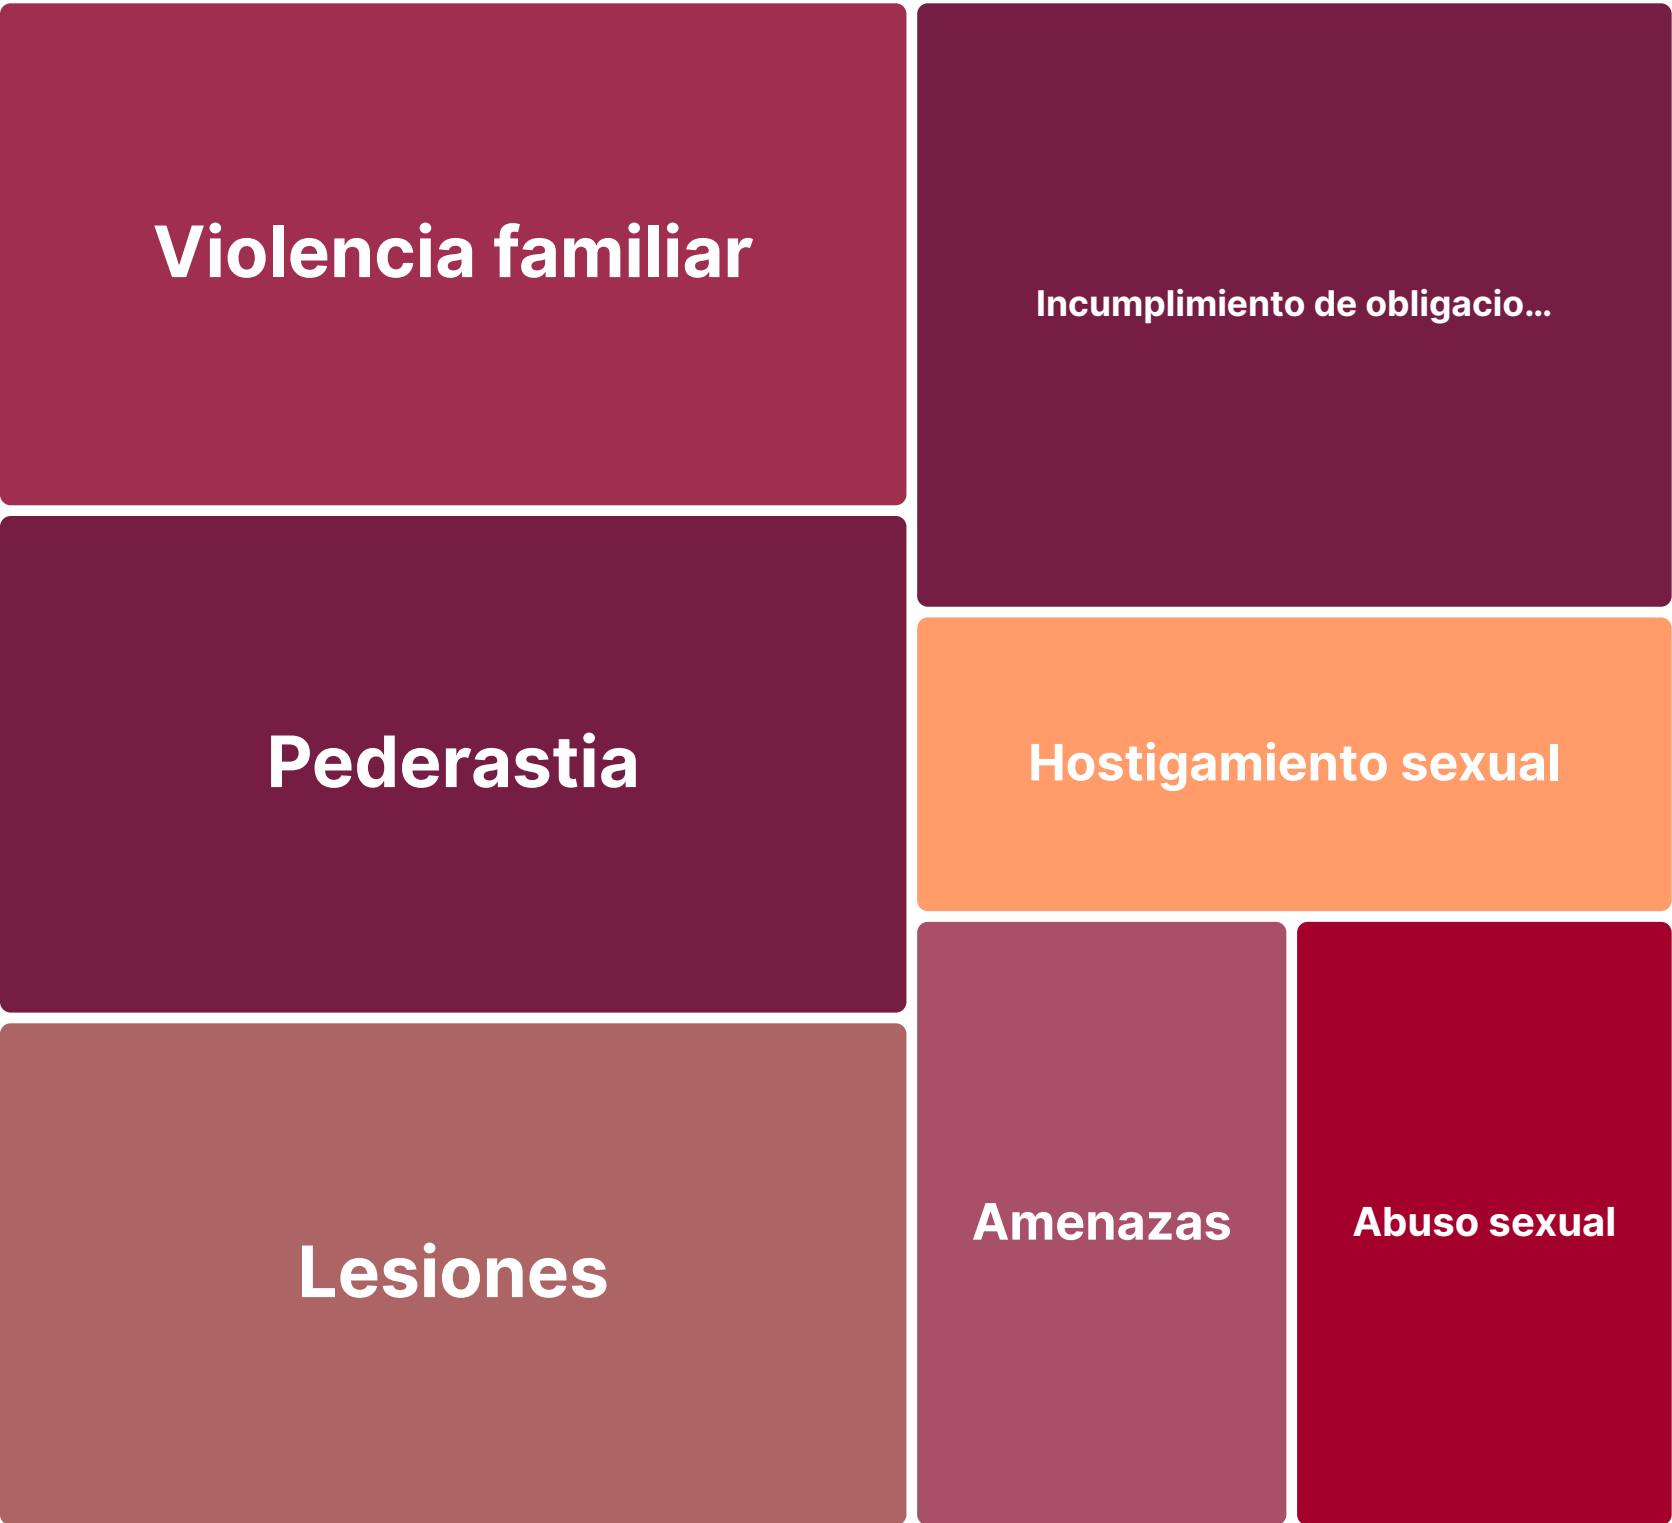 Violencia familiar
Incumplimiento de obligacio...
Pederastia
Hostigamiento sexual
Lesiones
Amenazas
Abuso sexual